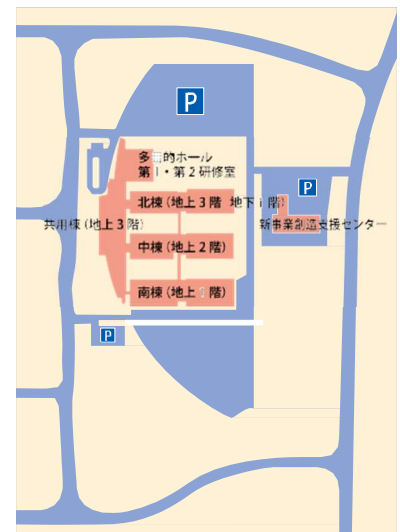 P
多目的ホール
第1・第2研修室
P
北棟(地上3階 地下1階)
共用棟(地上3階)
新事業創造支援センター
中棟(地上2階)
南棟(地上 階)
P